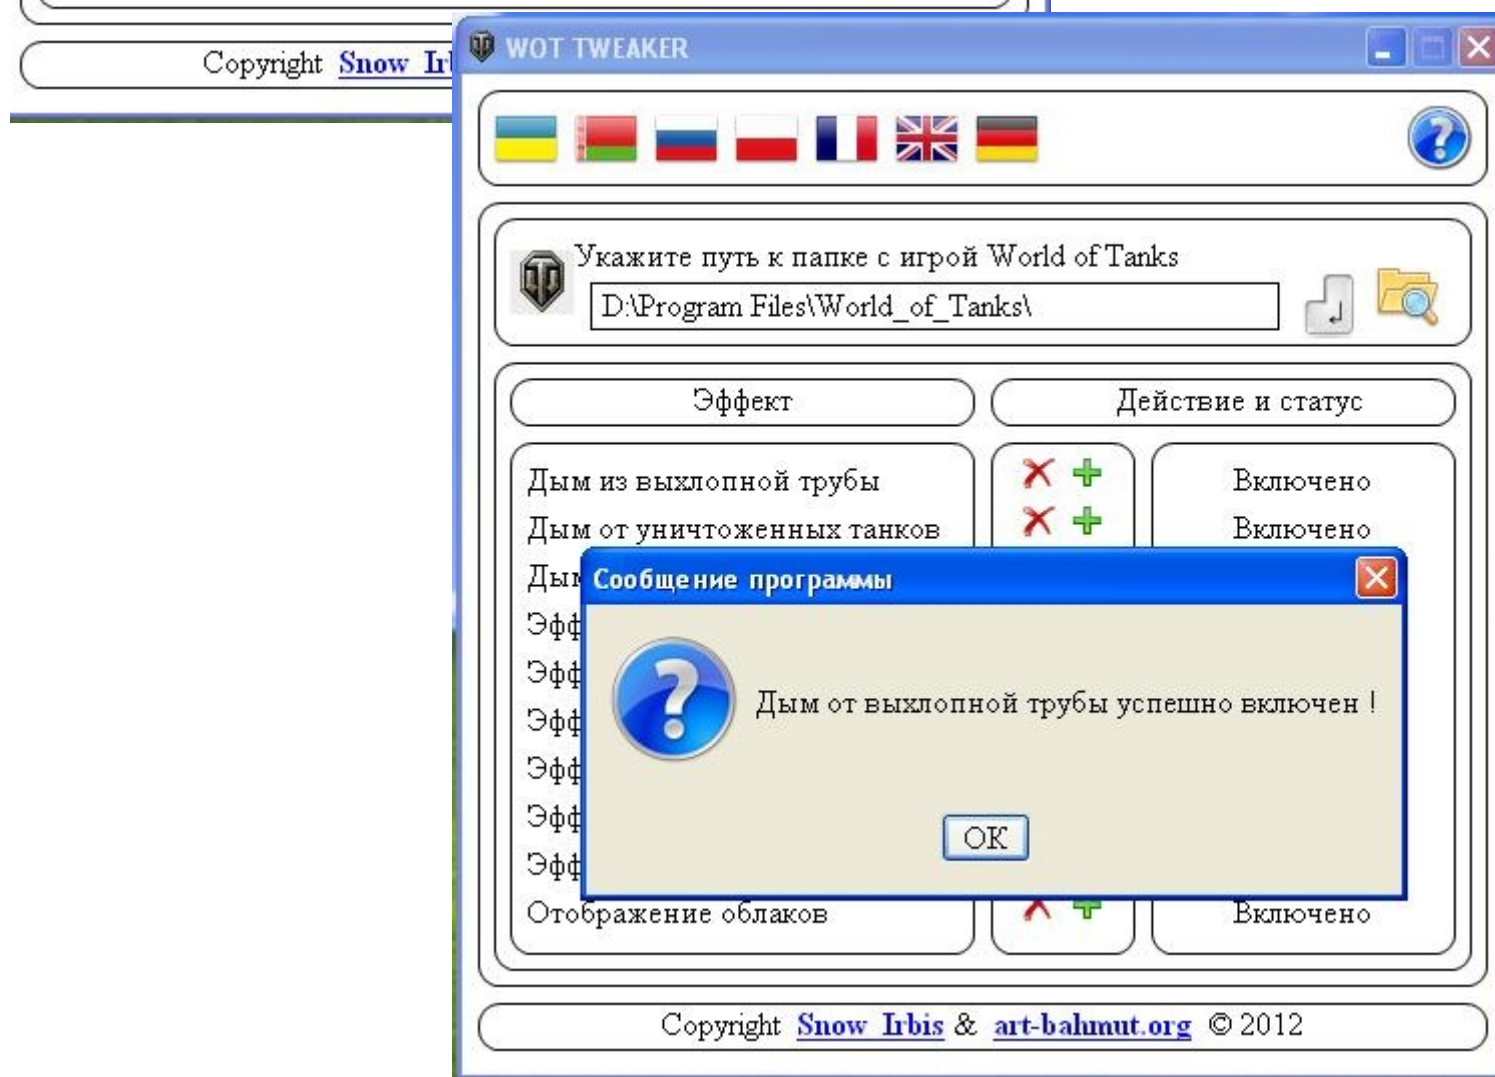 Copyright Snow
WOT TWEAKER
Укажите путь к папке с игрой World of Tanks
D:\Program Files\World_of_Tanks\
Эффект Действие и статус
Дым из выхлопной трубы Включено
Дым от уничтоженных танков Включено
Сообщение программы
Дым от выхлопной трубы успешно включен !
OK
Отображение облаков Включено
Copyright Snow Irbis & art-bahmut.org © 2012